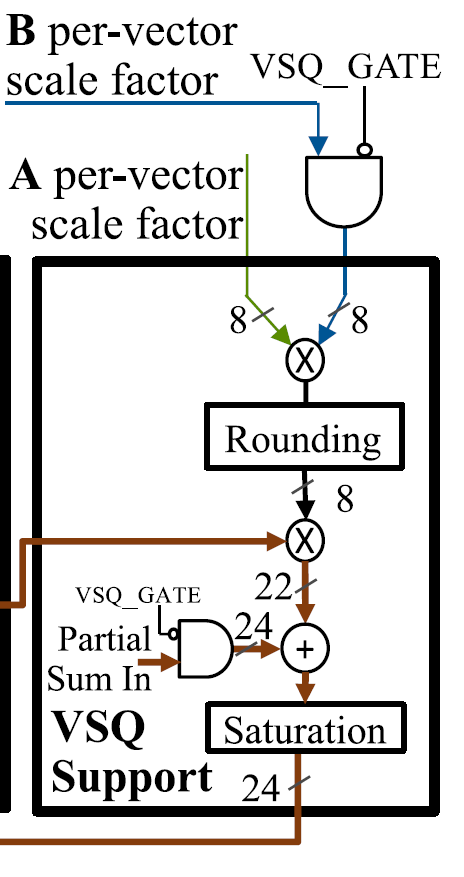 B per-vector
scale factor
VSQ_GATE
A per-vector
scale factor
8
8
X
Rounding
8
X
22
VSQ_GATE
24
Partial
Sum In
+
VSQ
Support
Saturation
24